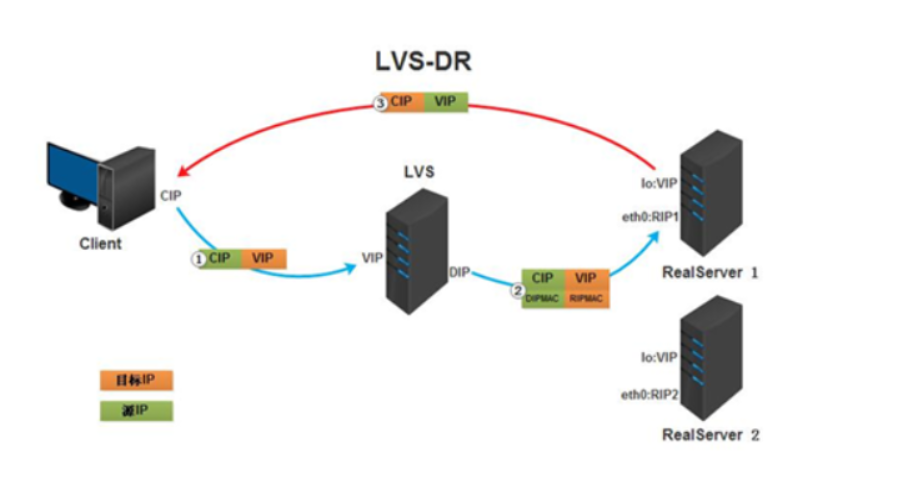 LVS-DR
3 CIP VIP
LVS
lo:VIP
CIP
eth0:RIP1
Client
1 CIP VIP
VIP
DIP
RealServer 1
2 CIP VIP
DIPMAC RIPMAC
lo:VIP
目标IP
eth0:RIP2
源IP
RealServer 2